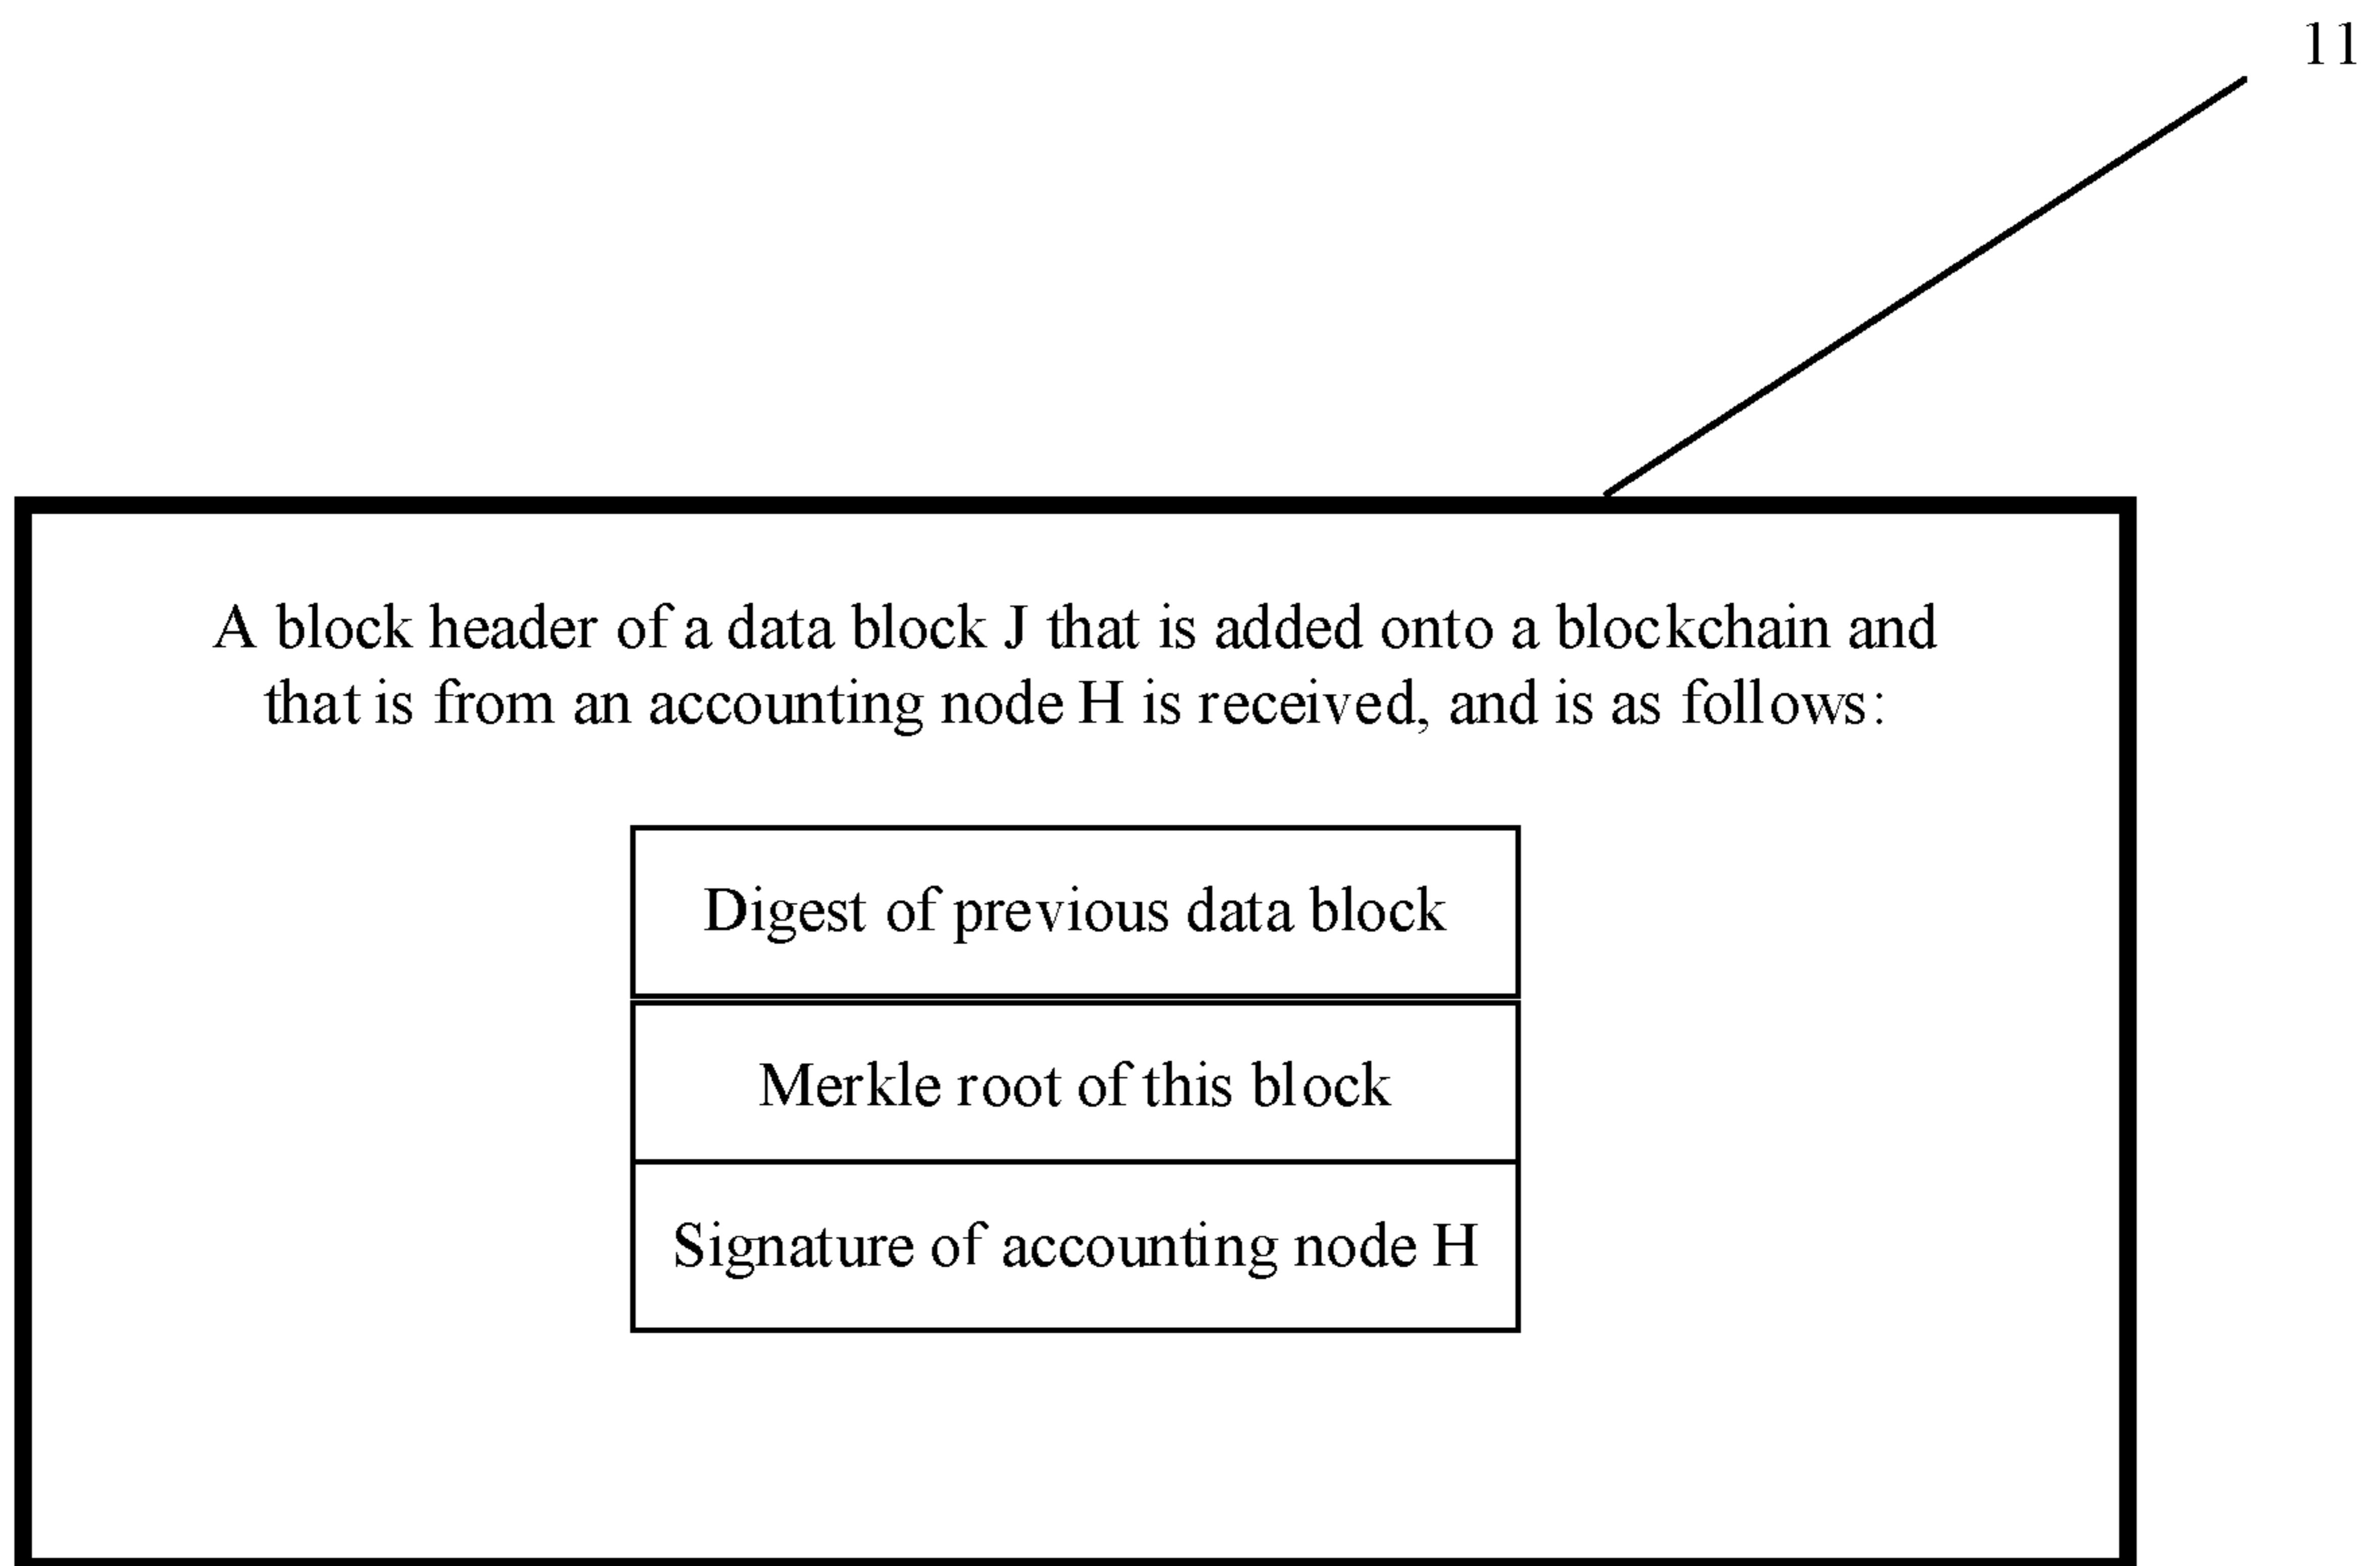 11
A block header of a data block J that is added onto a blockchain and
that is from an accounting node H is received, and is as follows:
Digest of previous data block
Merkle root of this block
Signature of accounting node H